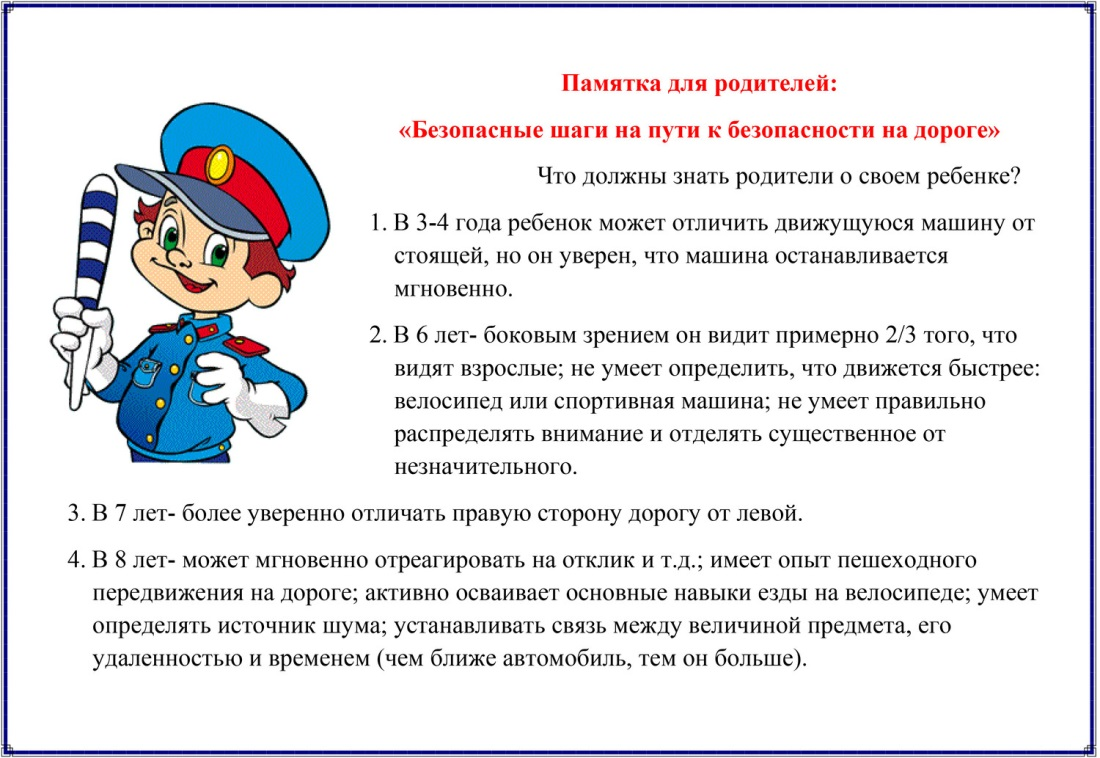 Памятка для родителей:
«Безопасные шаги на пути к безопасности на дороге»
Что должны знать родители о своем ребенке?
1. В 3-4 года ребенок может отличить движущуюся машину от
стоящей, но он уверен, что машина останавливается
мгновенно.
2. В 6 лет- боковым зрением он видит примерно 2/3 того, что
видят взрослые; не умеет определить, что движется быстрее:
велосипед или спортивная машина; не умеет правильно
распределять внимание и отделять существенное от
незначительного.
3. В 7 лет- более уверенно отличать правую сторону дорогу от левой.
4. В 8 лет- может мгновенно отреагировать на отклик и т.д.; имеет опыт пешеходного
передвижения на дороге; активно осваивает основные навыки езды на велосипеде; умеет
определять источник шума; устанавливать связь между величиной предмета, его
удаленностью и временем (чем ближе автомобиль, тем он больше).